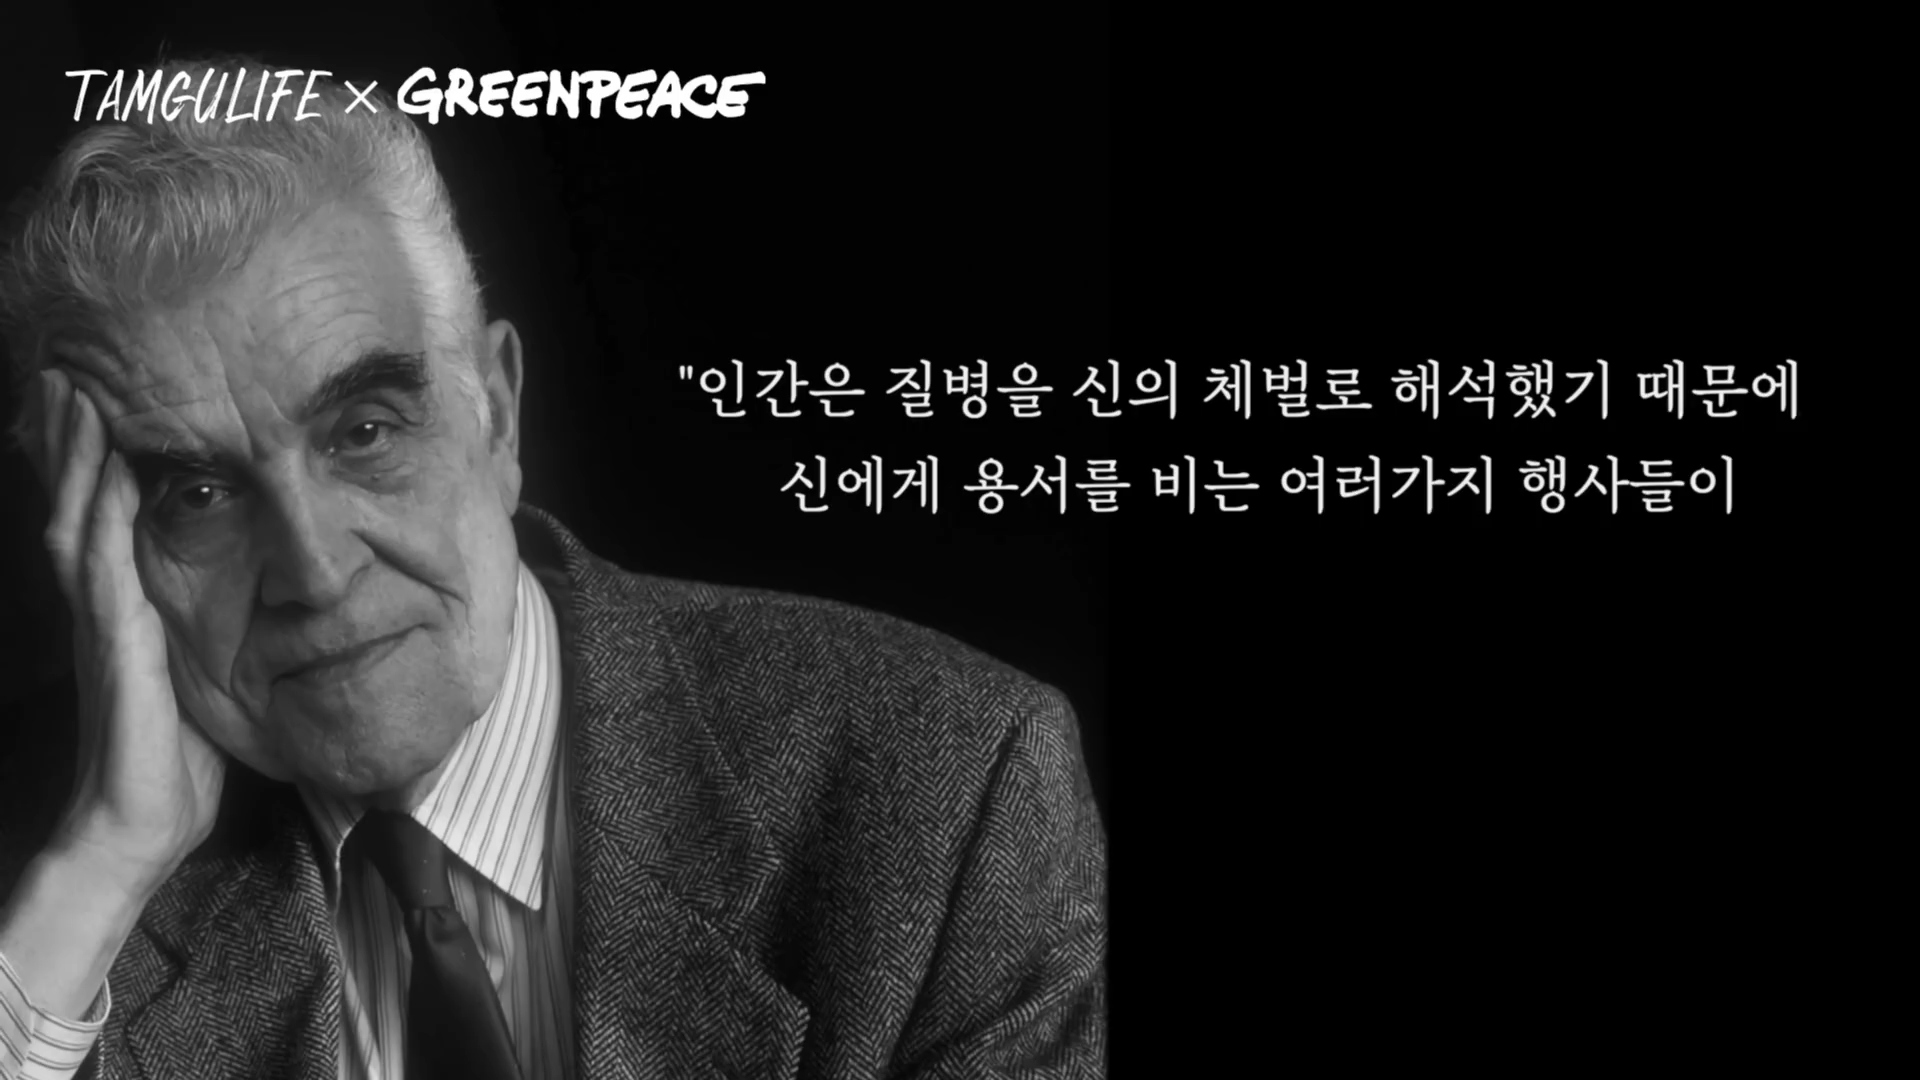 TAMGULIFE × GREENPEACE
"인간은 질병을 신의 체벌로 해석했기 때문에
신에게 용서를 비는 여러가지 행사들이